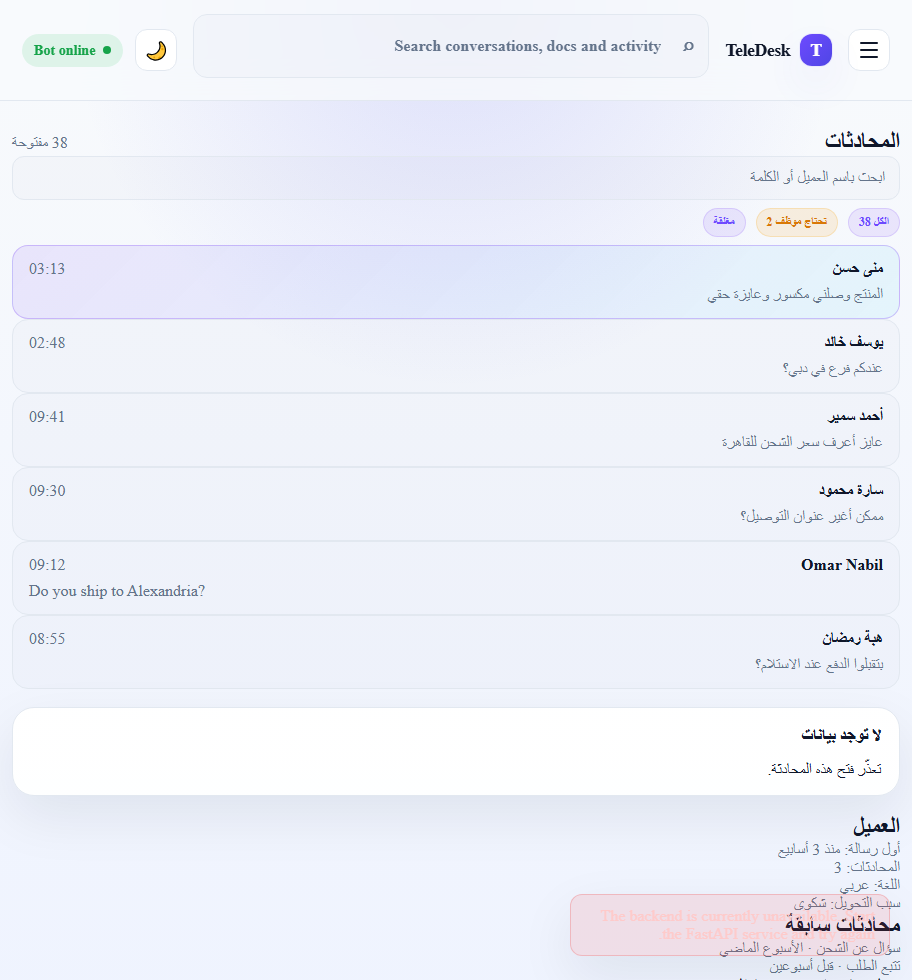 TeleDesk
T
Search conversations, docs and activity
Bot online
المحادثات
38 مفتوحة
ابحث باسم العميل أو الكلمة
الكل 38
تحتاج موظف 2
مغلقة
منى حسن
03:13
المنتج وصلني مكسور وعايزة حقي
يوسف خالد
02:48
عندكم فرع في دبي؟
أحمد سمير
09:41
عايز أعرف سعر الشحن للقاهرة
سارة محمود
09:30
ممكن أغير عنوان التوصيل؟
Omar Nabil
09:12
Do you ship to Alexandria?
هبة رمضان
08:55
بتقبلوا الدفع عند الاستلام؟
لا توجد بيانات
تعذّر فتح هذه المحادثة.
العميل
أول رسالة: منذ 3 أسابيع
المحادثات: 3
اللغة: عربي
سبب التحويل: شكوى
محادثات سابقة
سؤال عن الشحن · الأسبوع الماضي
تتبع الطلب · قبل أسبوعين
The backend is currently
the FastAPI service